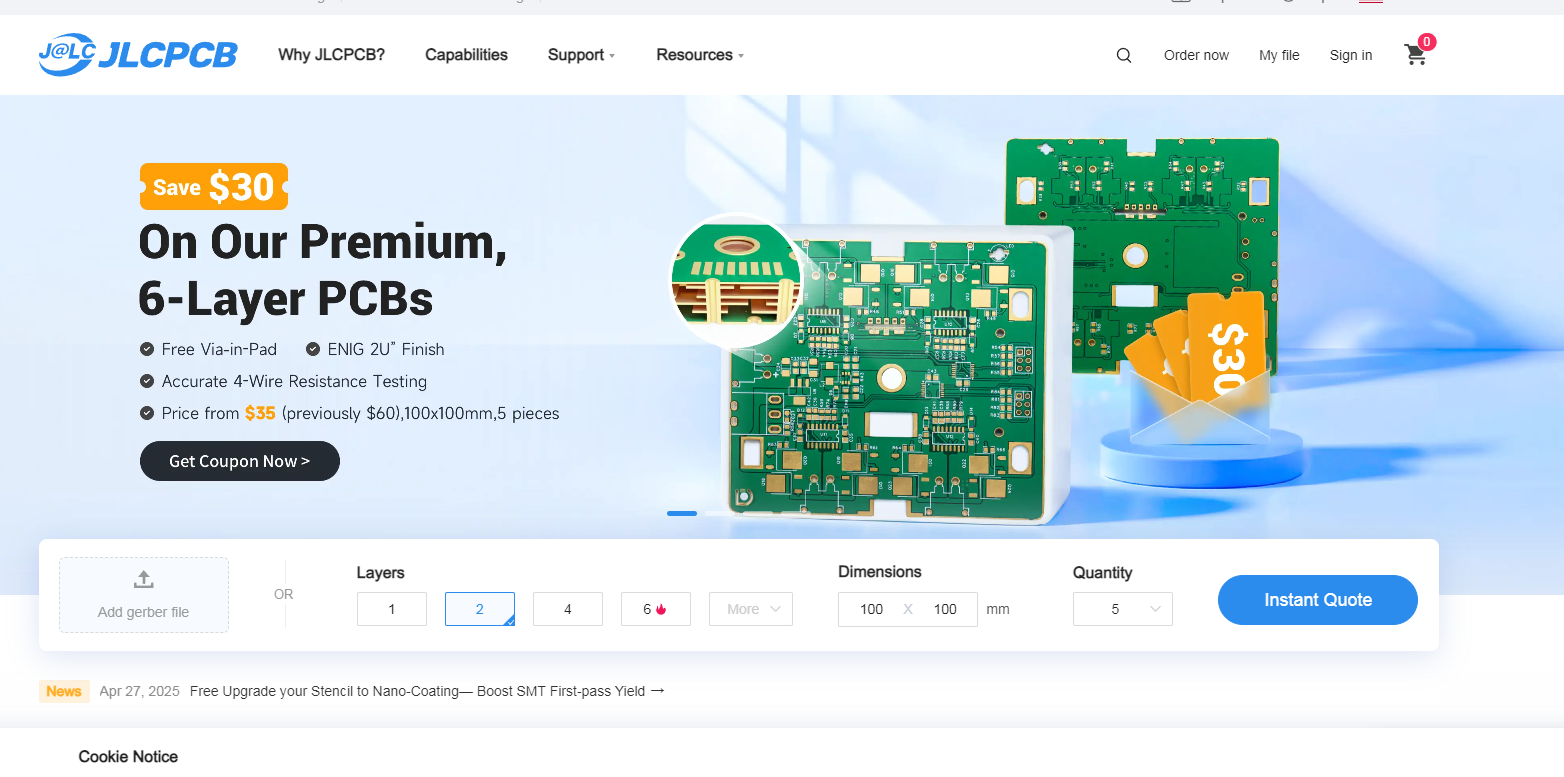 J@LC JLCPCB
Why JLCPCB?
Capabilities
Support
Resources
Order now
My file
Sign in
0
Save $30
On Our Premium,
6-Layer PCBs
Free Via-in-Pad
ENIG 2U” Finish
Accurate 4-Wire Resistance Testing
Price from $35 (previously $60),100x100mm,5 pieces
Get Coupon Now >
$30
Add gerber file
OR
Layers
1
2
4
6
More
Dimensions
100 X 100 mm
Quantity
5
Instant Quote
News Apr 27, 2025 Free Upgrade your Stencil to Nano-Coating— Boost SMT First-pass Yield →
Cookie Notice